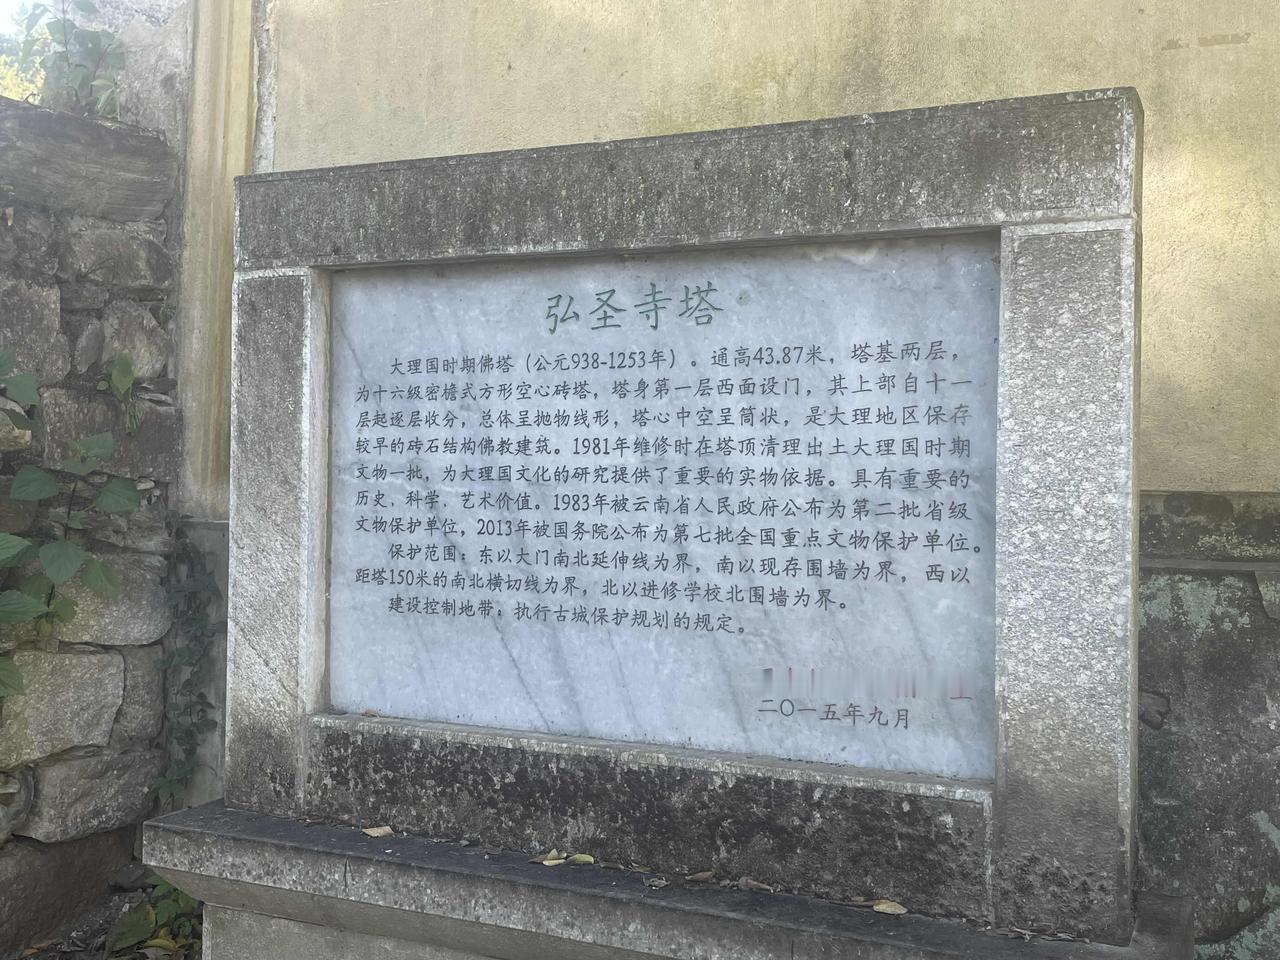 弘圣寺塔
大理国时期佛塔（公元938-1253年）。通高43.87米，塔基两层，
为十六级密檐式方形空心砖塔，塔身第一层西面设门，其上部自十一
层起逐层收分，总体呈抛物线形，塔心中空呈筒状，是大理地区保存
较早的砖石结构佛教建筑。1981年维修时在塔顶清理出土大理国时期
文物一批，为大理国文化的研究提供了重要的实物依据。具有重要的
历史、科学、艺术价值。1983年被云南省人民政府公布为第二批省级
文物保护单位，2013年被国务院公布为第七批全国重点文物保护单位。
保护范围：东以大门南北延伸线为界，南以现存围墙为界，西以
距塔150米的南北横切线为界，北以进修学校北围墙为界。
建设控制地带：执行古城保护规划的规定。
二〇一五年九月